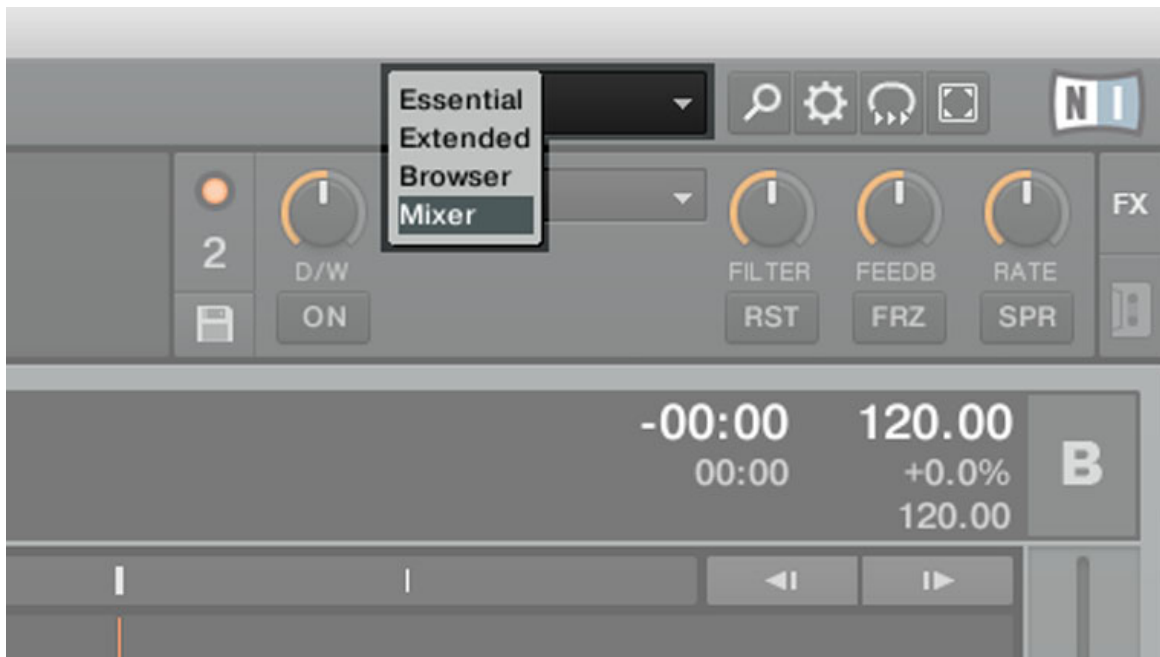 Essential
Extended
Browser
Mixer
NI
2
D/W
ON
FILTER FEEDB RATE
RST FRZ SPR
FX
-00:00 120.00
00:00 +0.0%
120.00
B